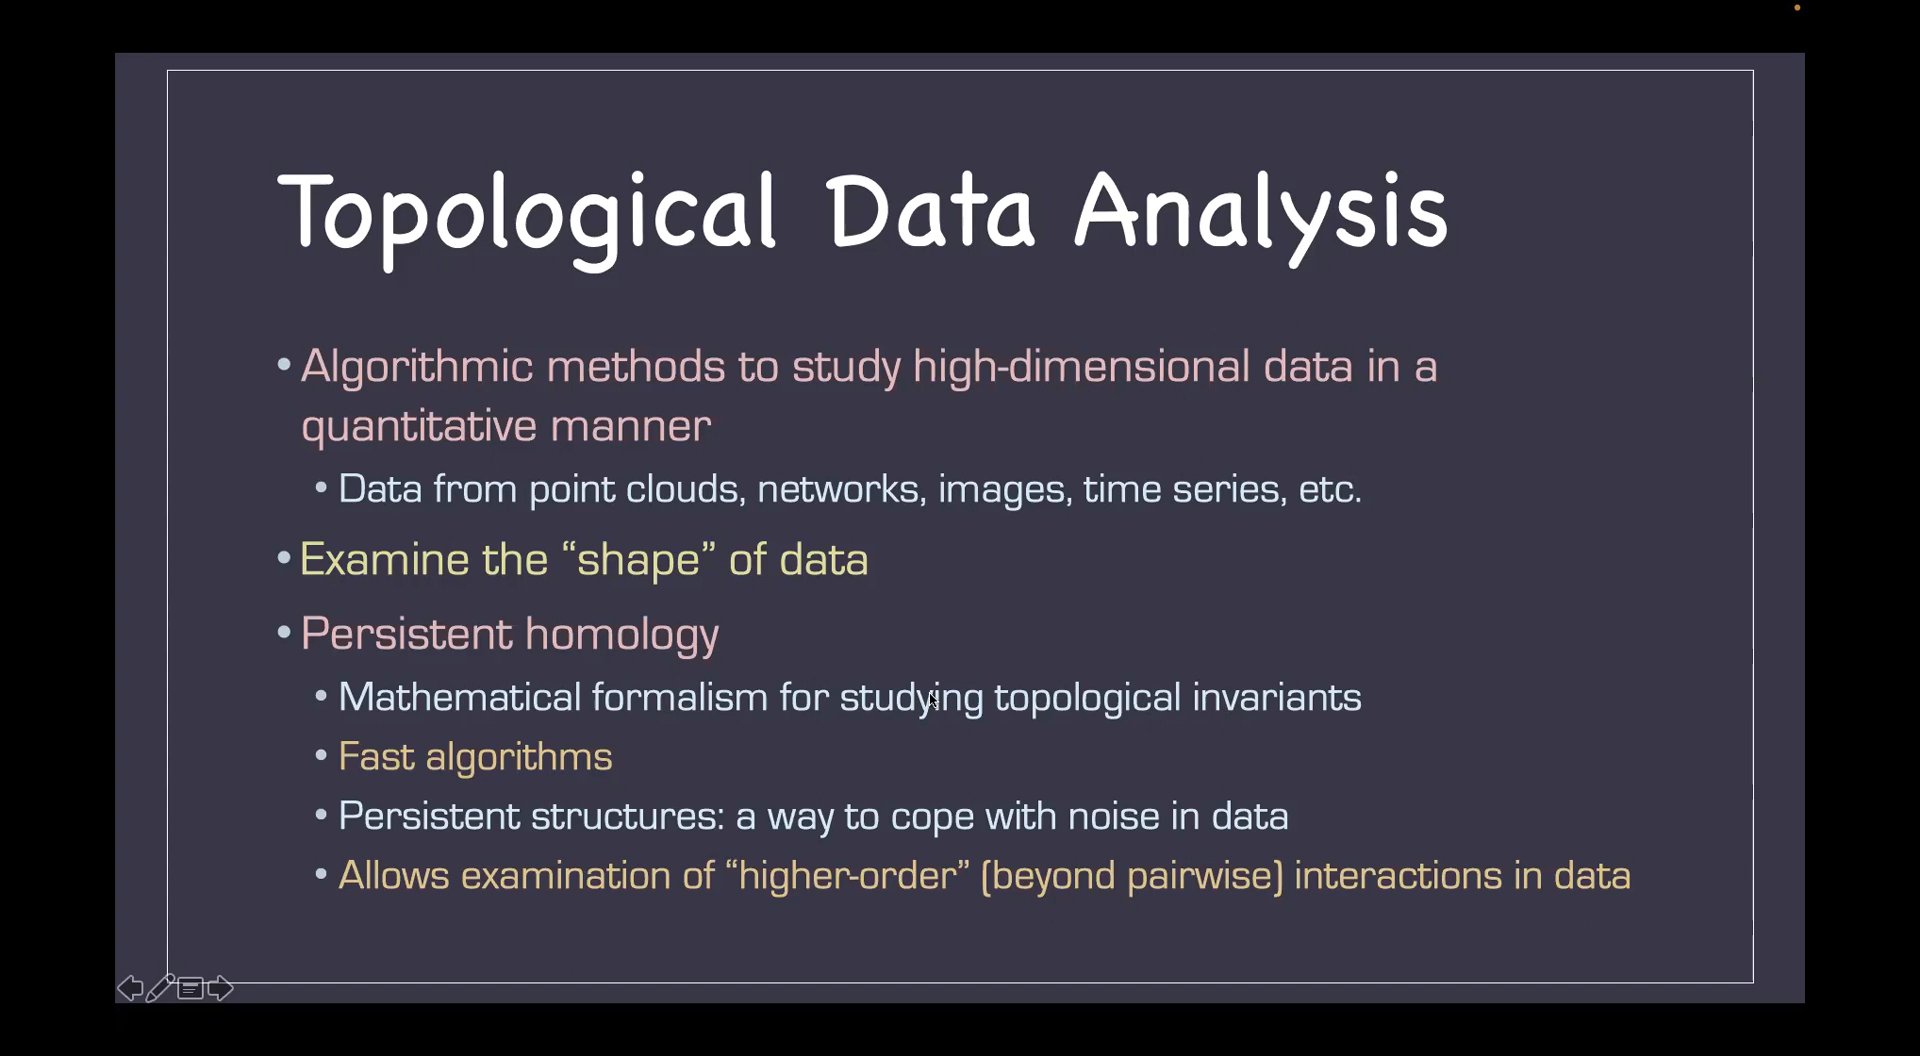 Topological Data Analysis
• Algorithmic methods to study high-dimensional data in a
quantitative manner
• Data from point clouds, networks, images, time series, etc.
• Examine the “shape” of data
• Persistent homology
• Mathematical formalism for studying topological invariants
• Fast algorithms
• Persistent structures: a way to cope with noise in data
• Allows examination of “higher-order” (beyond pairwise) interactions in data